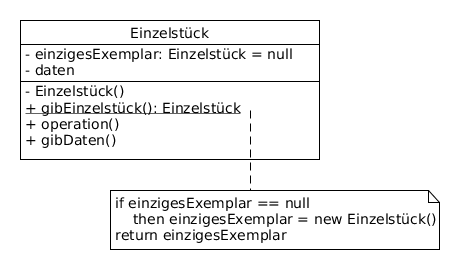 Einzelstück
- einzigesExemplar: Einzelstück = null
- daten
- Einzelstück()
+ gibEinzelstück(): Einzelstück
+ operation()
+ gibDaten()
if einzigesExemplar == null
then einzigesExemplar = new Einzelstück()
return einzigesExemplar